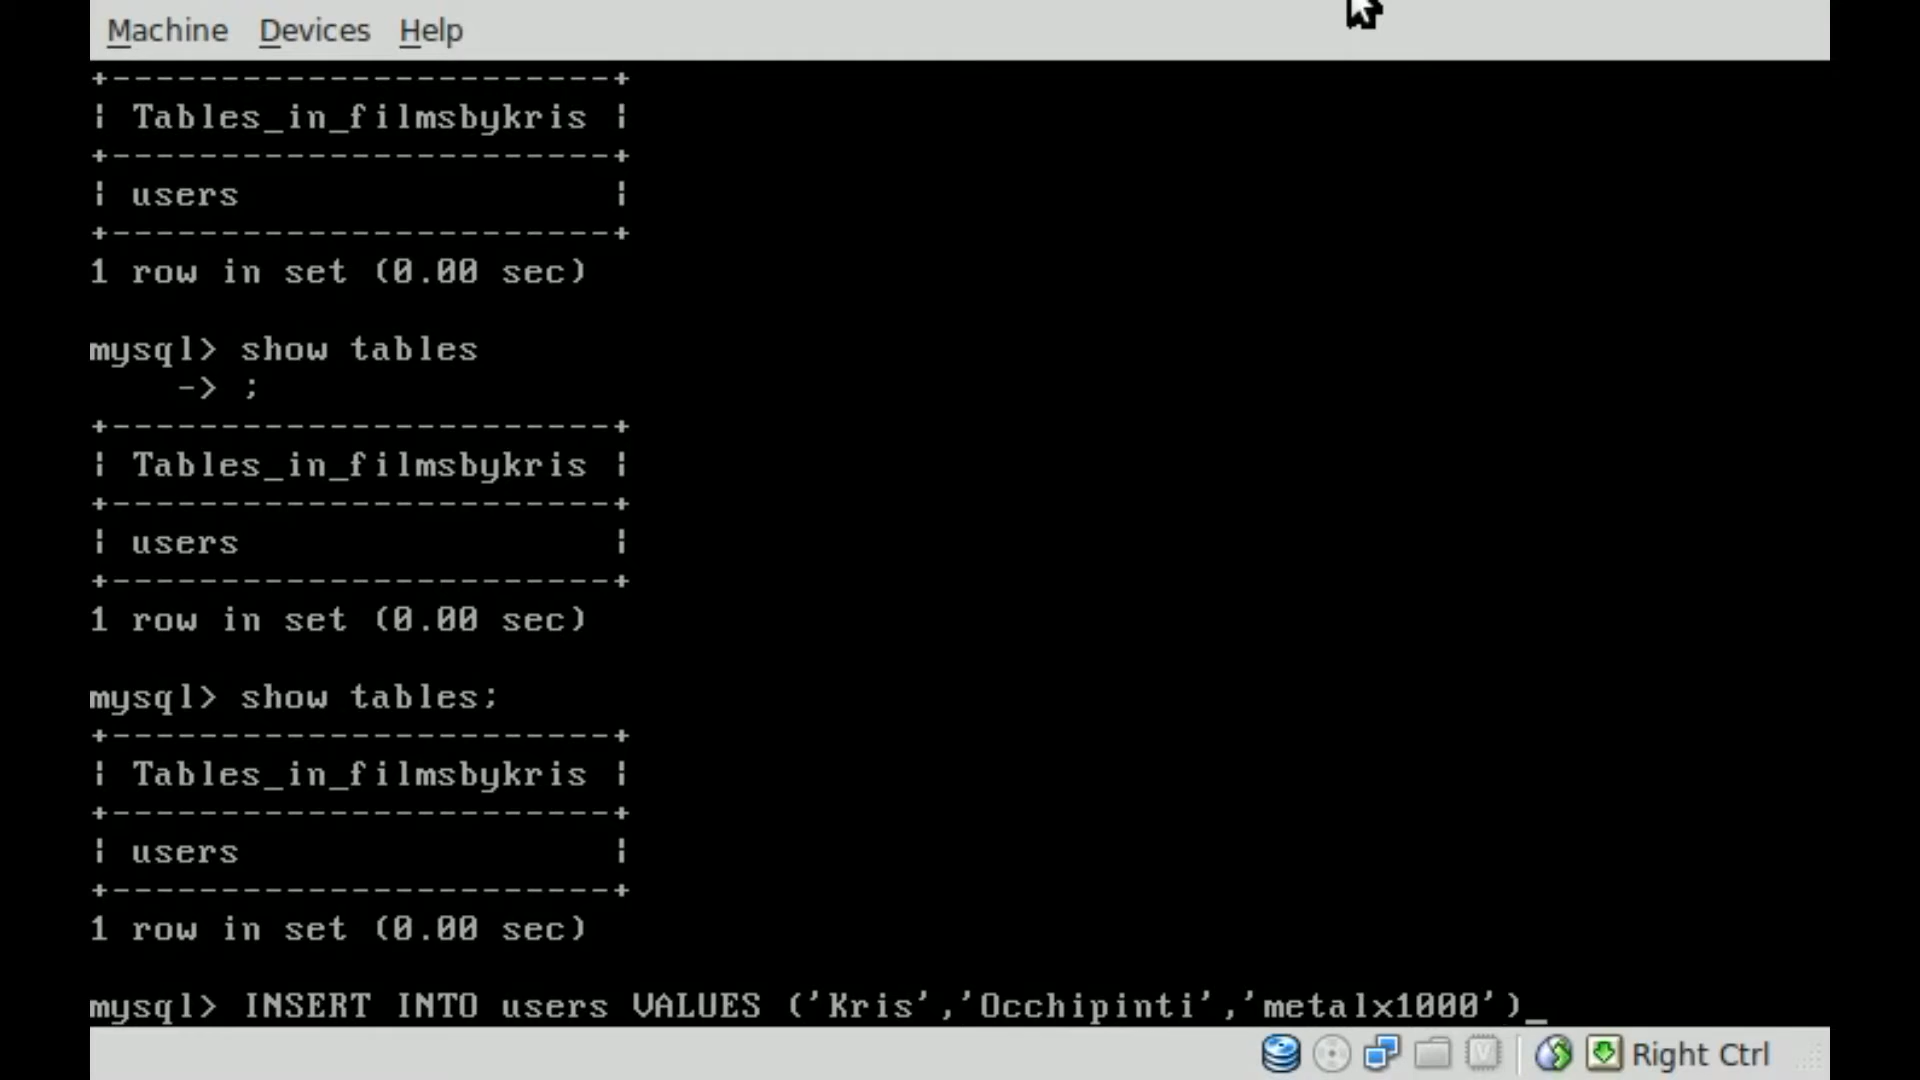 Machine Devices Help
+-----------------------+
| Tables_in_filmsbykris |
+-----------------------+
| users                 |
+-----------------------+
1 row in set (0.00 sec)
mysql> show tables
    -> ;
+-----------------------+
| Tables_in_filmsbykris |
+-----------------------+
| users                 |
+-----------------------+
1 row in set (0.00 sec)
mysql> show tables;
+-----------------------+
| Tables_in_filmsbykris |
+-----------------------+
| users                 |
+-----------------------+
1 row in set (0.00 sec)
mysql> INSERT INTO users VALUES ('Kris','Occhipinti','metalx1000')_
Right Ctrl